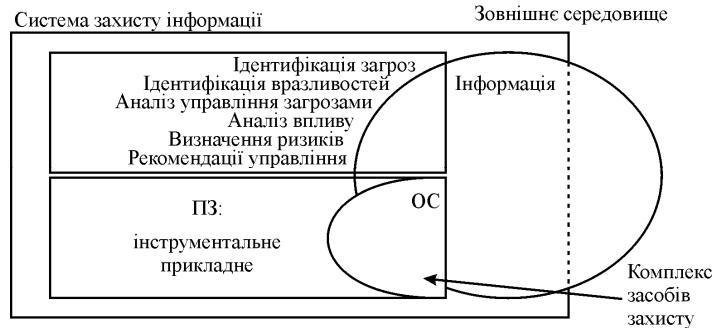 Система захисту інформації
Зовнішнє середовище
Ідентифікація загроз
Ідентифікація вразливостей
Аналіз управління загрозами
Аналіз впливу
Визначення ризиків
Рекомендації управління
Інформація
ПЗ:
інструментальне
прикладне
ОС
Комплекс
засобів
захисту